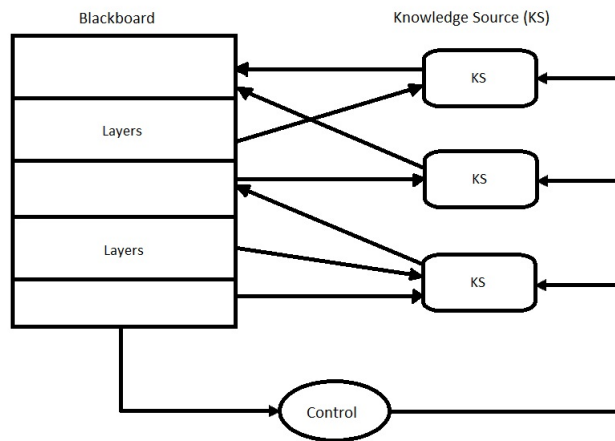 Blackboard
Knowledge Source (KS)
KS
Layers
KS
Layers
KS
Control